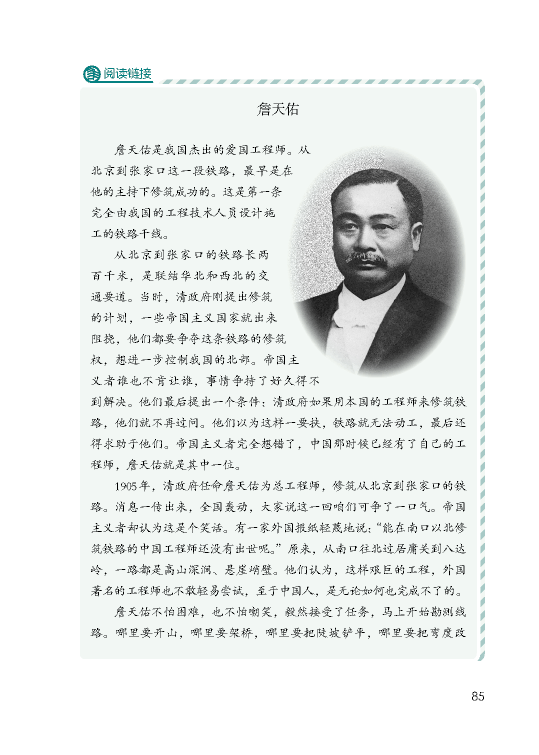 阅读链接
詹天佑
詹天佑是我国杰出的爱国工程师。从
北京到张家口这一段铁路，最早是在
他的主持下修筑成功的。这是第一条
完全由我国的工程技术人员设计施
工的铁路干线。
从北京到张家口的铁路长两
百千米，是联结华北和西北的交
通要道。当时，清政府刚提出修筑
的计划，一些帝国主义国家就出来
阻挠，他们都要争夺这条铁路的修筑
权，想进一步控制我国的北部。帝国主
义者谁也不肯让谁，事情争持了好久得不
到解决。他们最后提出一个条件：清政府如果用本国的工程师来修筑铁
路，他们就不再过问。他们以为这样一要挟，铁路就无法动工，最后还
得求助于他们。帝国主义者完全想错了，中国那时候已经有了自己的工
程师，詹天佑就是其中一位。
1905年，清政府任命詹天佑为总工程师，修筑从北京到张家口的铁
路。消息一传出来，全国轰动，大家说这一回咱们可争了一口气。帝国
主义者却认为这是个笑话。有一家外国报纸轻蔑地说：“能在南口以北修
筑铁路的中国工程师还没有出世呢。”原来，从南口往北过居庸关到八达
岭，一路都是高山深涧、悬崖峭壁。他们认为，这样艰巨的工程，外国
著名的工程师也不敢轻易尝试，至于中国人，是无论如何也完成不了的。
詹天佑不怕困难，也不怕嘲笑，毅然接受了任务，马上开始勘测线
路。哪里要开山，哪里要架桥，哪里要把陡坡铲平，哪里要把弯度改
85